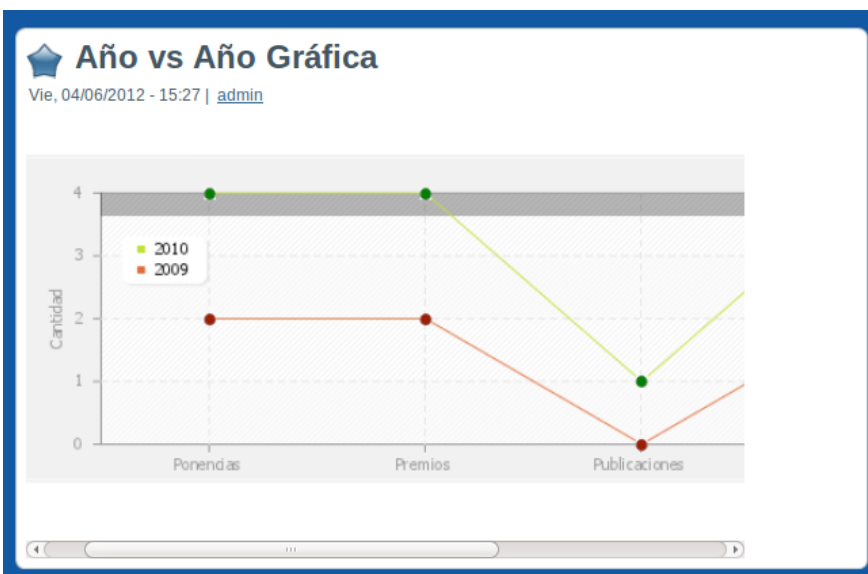 Año vs Año Gráfica
Vie, 04/06/2012 - 15:27 | admin
4
3
2
1
0
Cantidad
2010
2009
Ponencias Premios Publicaciones